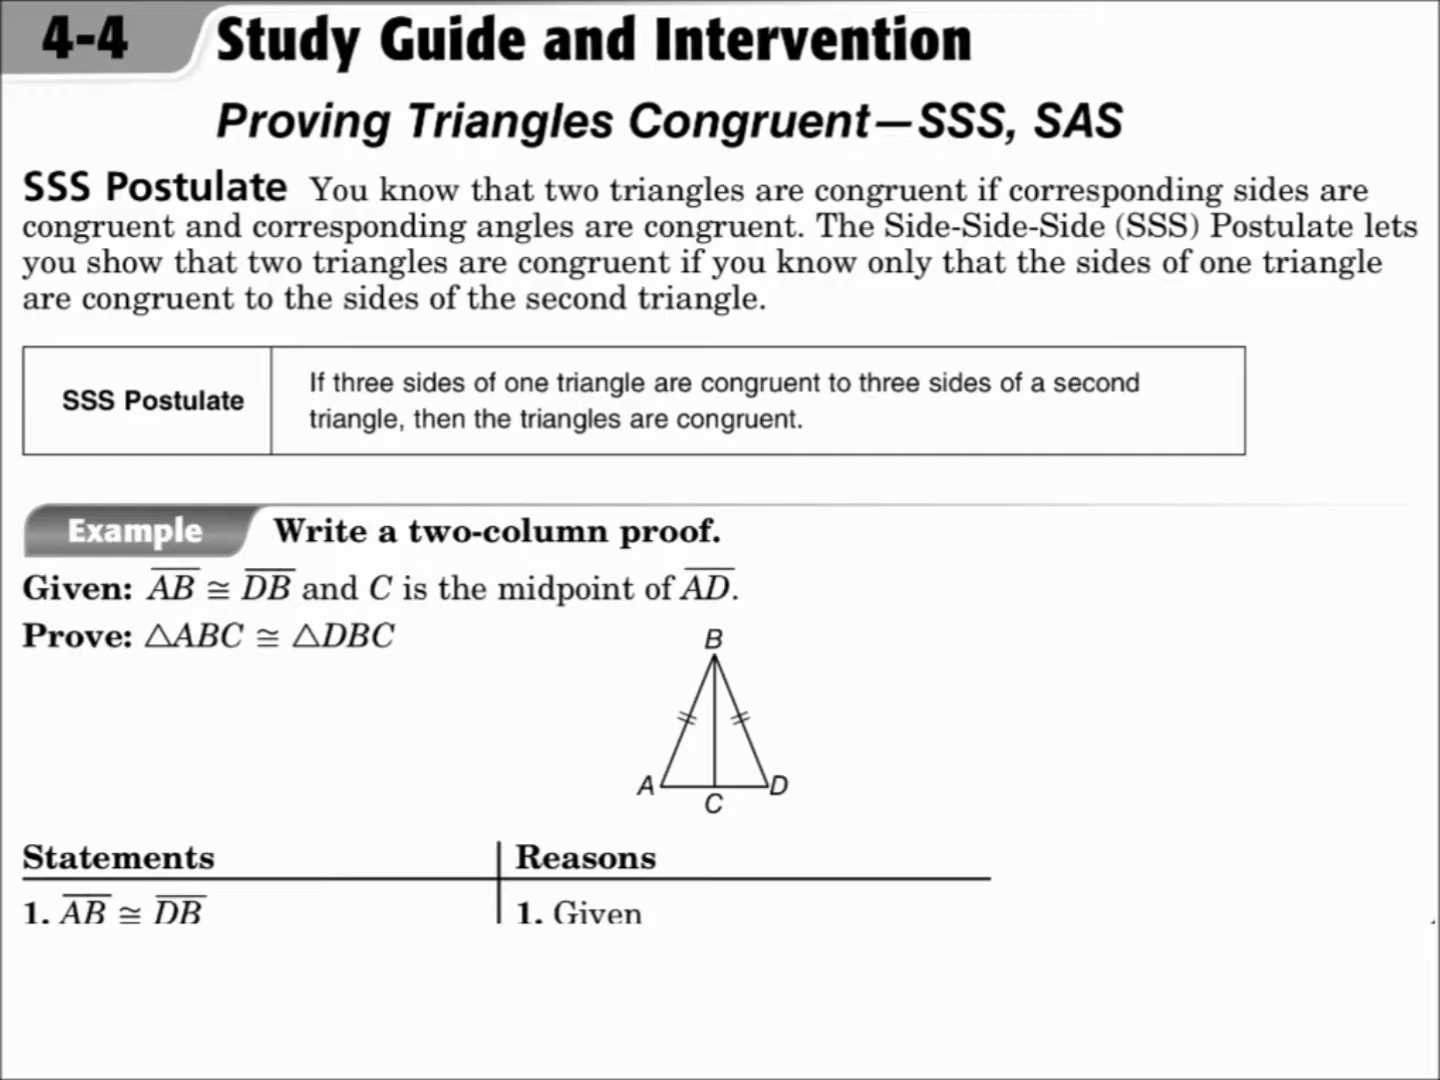 4-4 Study Guide and Intervention
Proving Triangles Congruent—SSS, SAS
SSS Postulate You know that two triangles are congruent if corresponding sides are
congruent and corresponding angles are congruent. The Side-Side-Side (SSS) Postulate lets
you show that two triangles are congruent if you know only that the sides of one triangle
are congruent to the sides of the second triangle.
SSS Postulate
If three sides of one triangle are congruent to three sides of a second
triangle, then the triangles are congruent.
Example Write a two-column proof.
Given: A̅B̅ ≅ D̅B̅ and C is the midpoint of A̅D̅.
Prove: △ABC ≅ △DBC
B
A
D
C
Statements Reasons
1. A̅B̅ ≅ D̅B̅ 1. Given